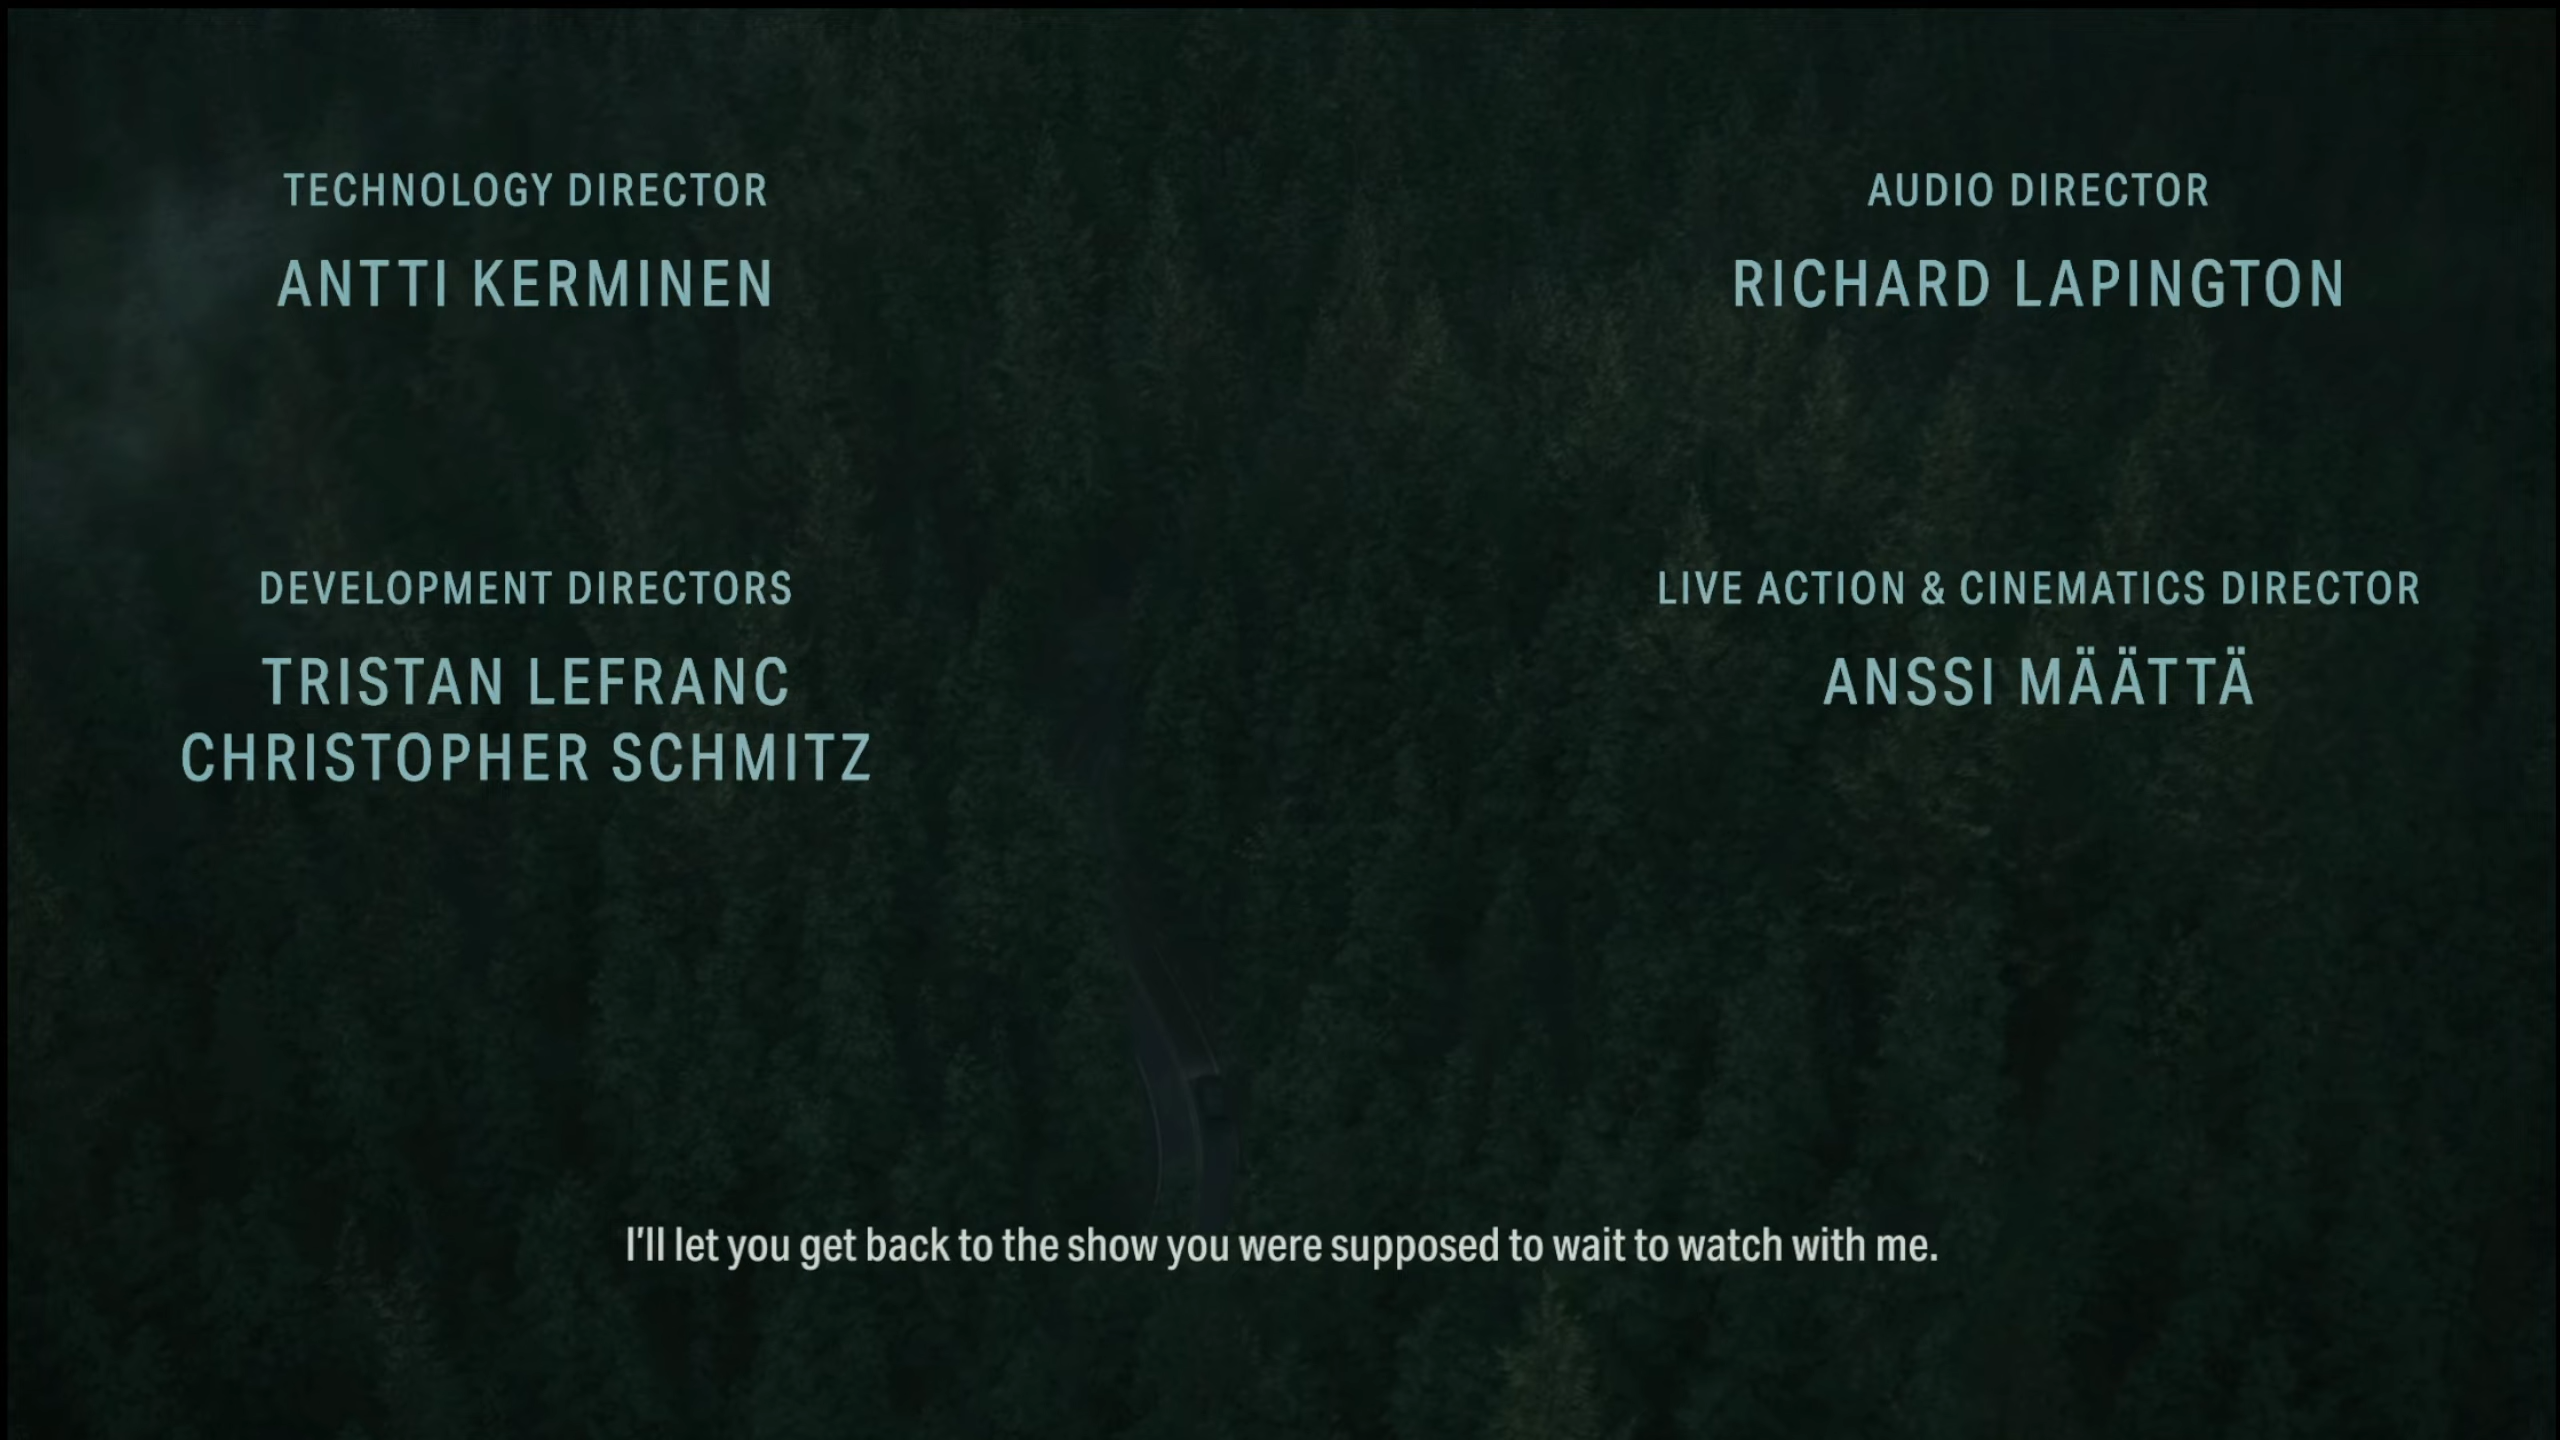 TECHNOLOGY DIRECTOR
ANTTI KERMINEN
AUDIO DIRECTOR
RICHARD LAPINGTON
DEVELOPMENT DIRECTORS
TRISTAN LEFRANC
CHRISTOPHER SCHMITZ
LIVE ACTION & CINEMATICS DIRECTOR
ANSSI MÄÄTTÄ
I'll let you get back to the show you were supposed to wait to watch with me.